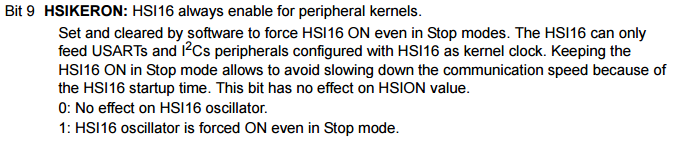 Bit 9 HSIKERON: HSI16 always enable for peripheral kernels.
Set and cleared by software to force HSI16 ON even in Stop modes. The HSI16 can only
feed USARTs and I²Cs peripherals configured with HSI16 as kernel clock. Keeping the
HSI16 ON in Stop mode allows to avoid slowing down the communication speed because of
the HSI16 startup time. This bit has no effect on HSION value.
0: No effect on HSI16 oscillator.
1: HSI16 oscillator is forced ON even in Stop mode.